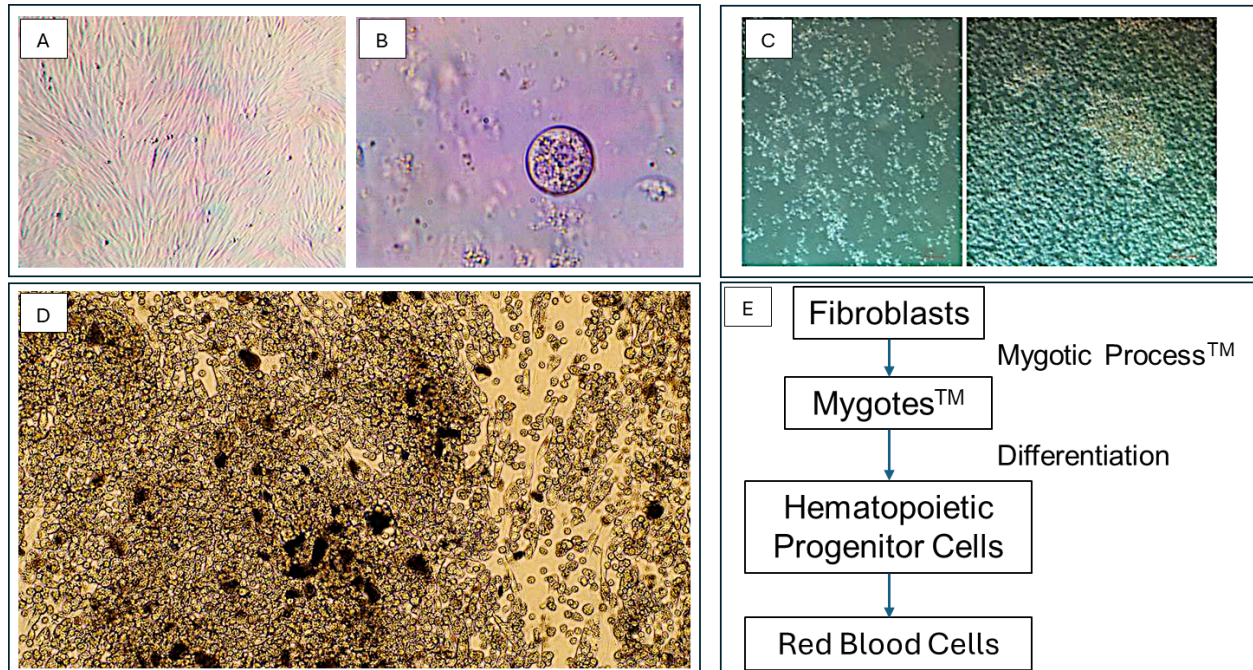 A
B
C
D
E
Fibroblasts
Mygotic Process™
Mygotes™
Differentiation
Hematopoietic
Progenitor Cells
Red Blood Cells